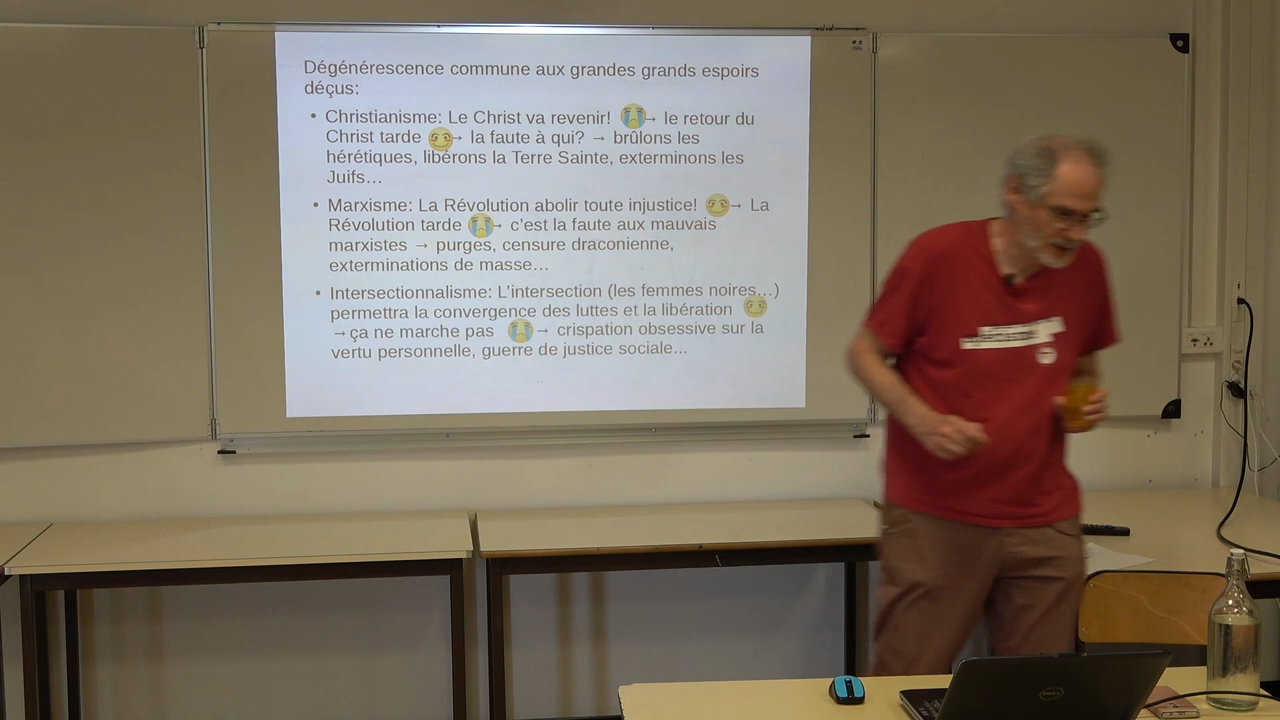 Dégénérescence commune aux grandes grands espoirs
déçus:
• Christianisme: Le Christ va revenir! → le retour du
Christ tarde → la faute à qui? → brûlons les
hérétiques, libérons la Terre Sainte, exterminons les
Juifs…
• Marxisme: La Révolution abolir toute injustice! → La
Révolution tarde → c'est la faute aux mauvais
marxistes → purges, censure draconienne,
exterminations de masse…
• Intersectionnalisme: L'intersection (les femmes noires…)
permettra la convergence des luttes et la libération
→ ça ne marche pas → crispation obsessive sur la
vertu personnelle, guerre de justice sociale...
DELL